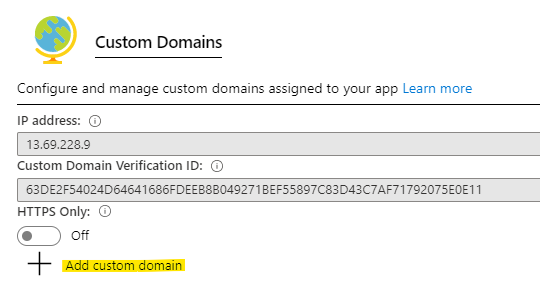 Custom Domains
Configure and manage custom domains assigned to your app Learn more
IP address:
13.69.228.9
Custom Domain Verification ID:
63DE2F54024D64641686FDEEB8B049271BEF55897C83D43C7AF71792075E0E11
HTTPS Only:
Off
Add custom domain